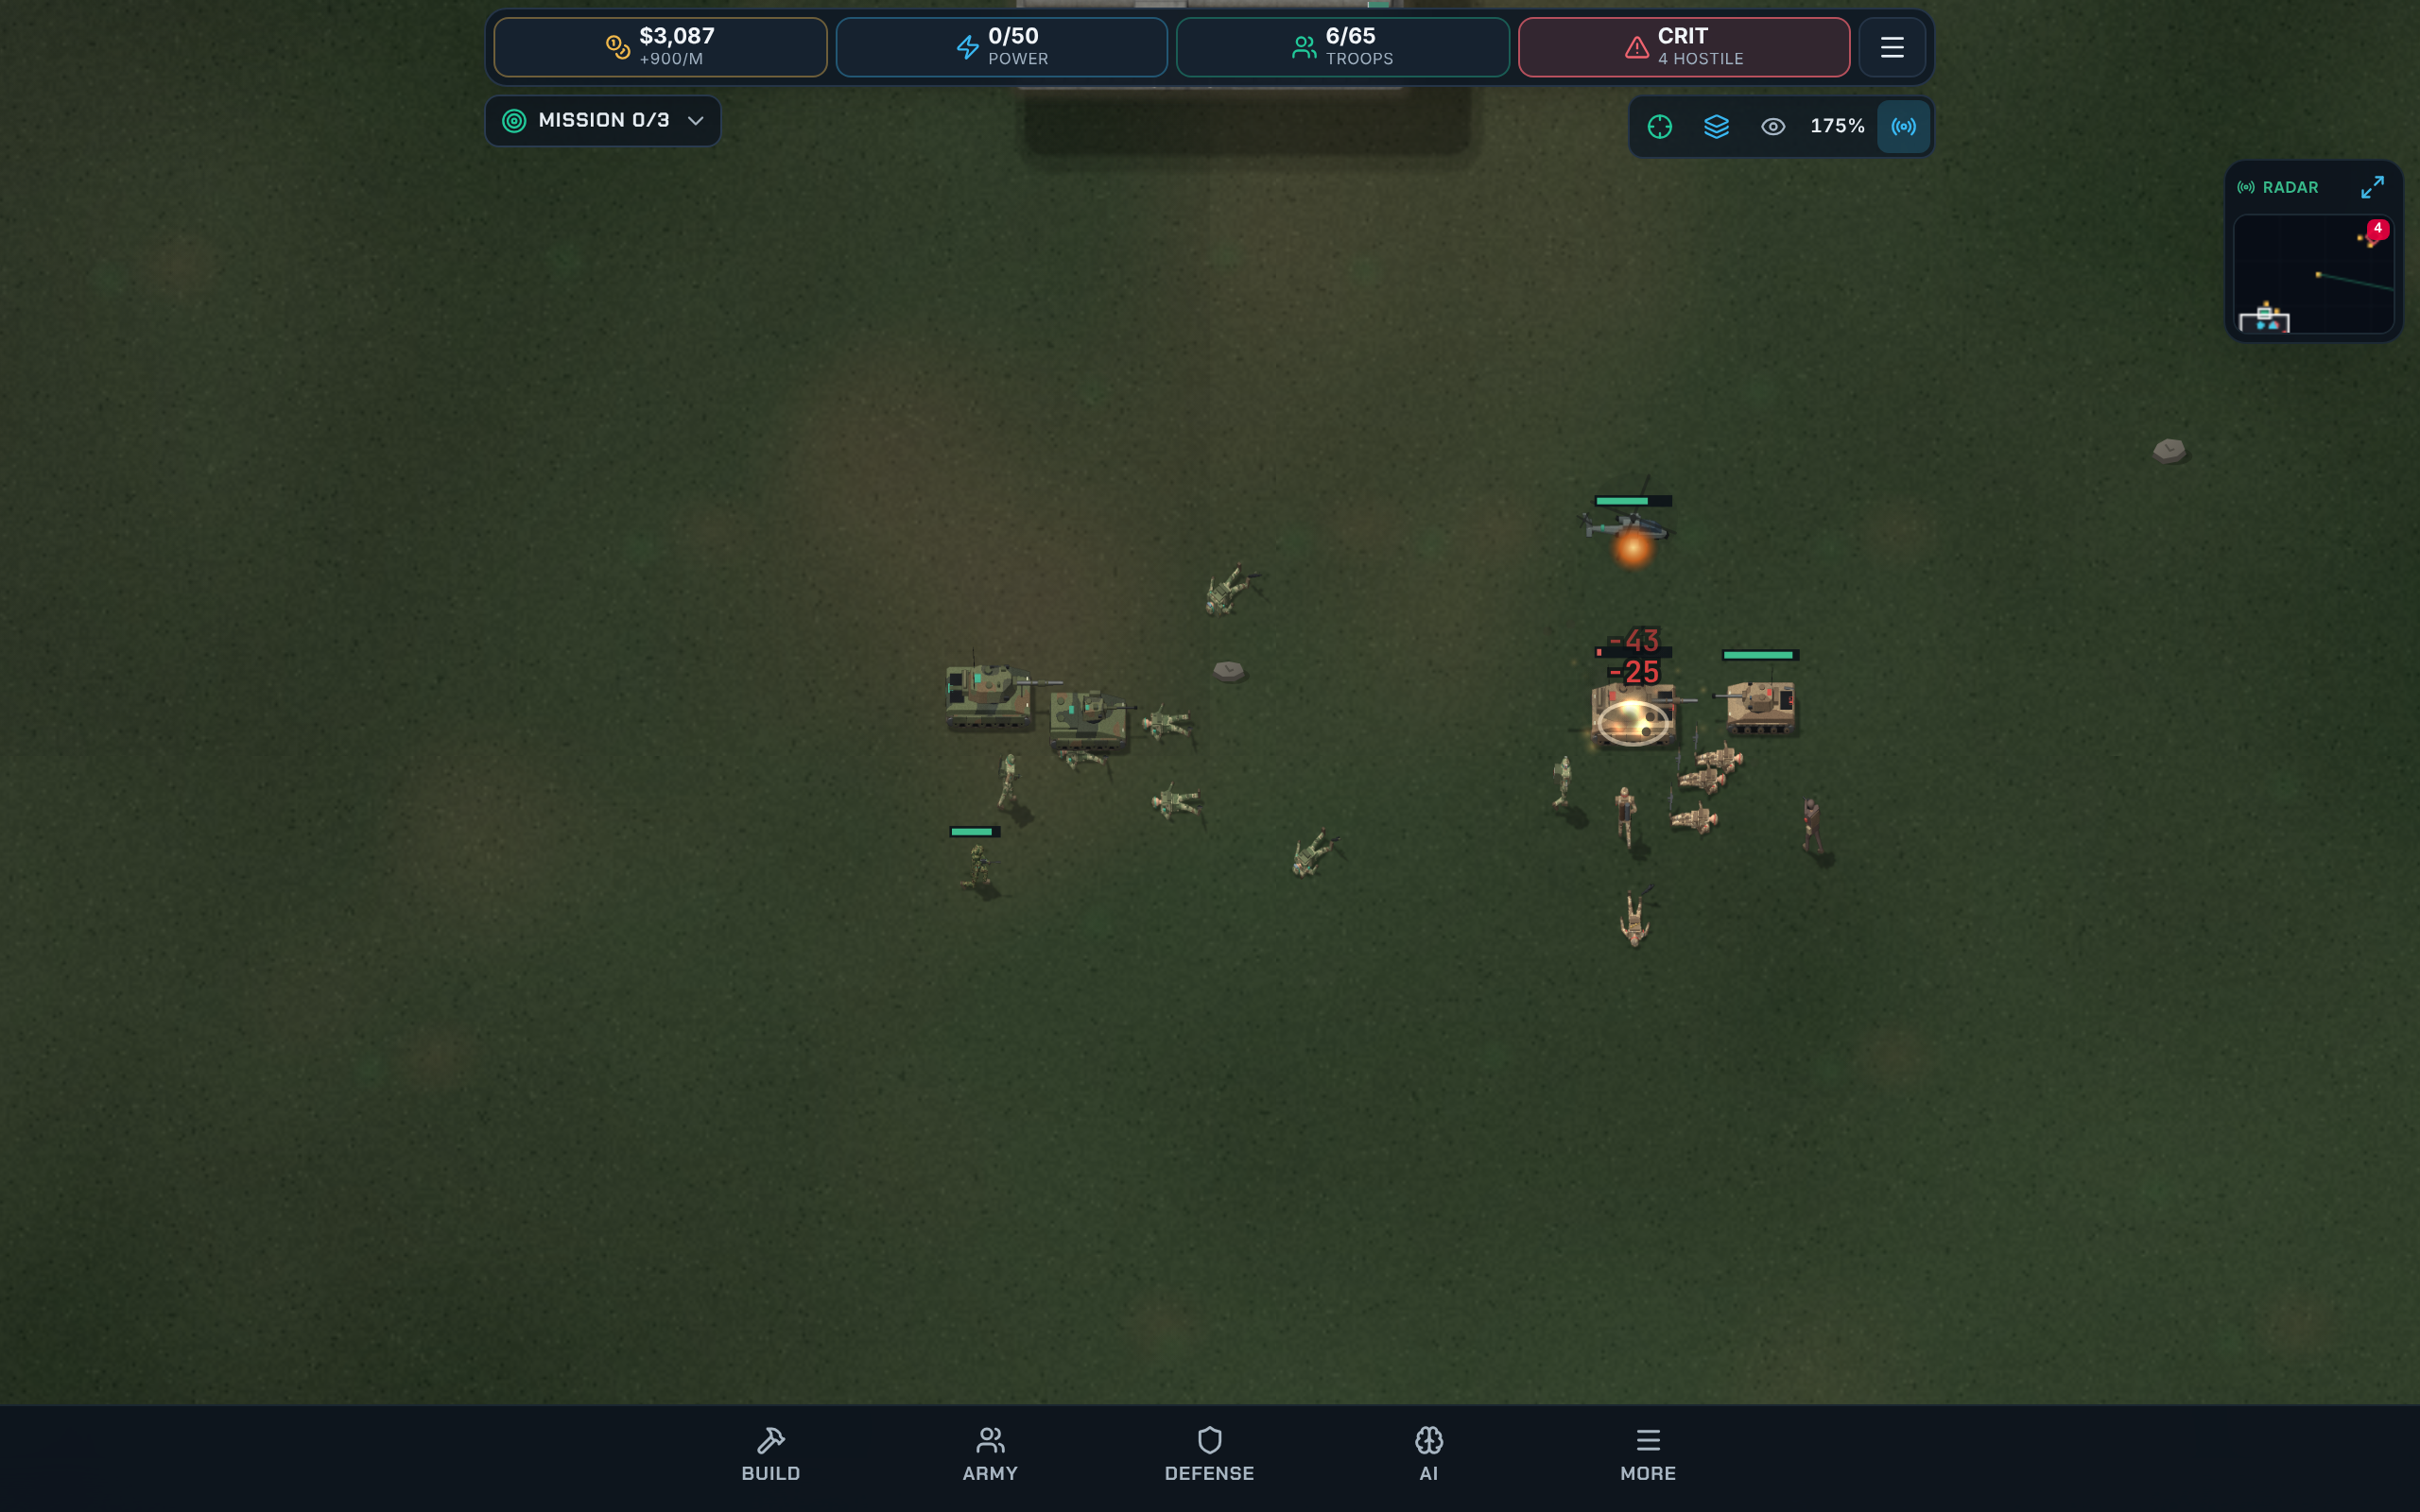 $3,087
+900/M
0/50
POWER
6/65
TROOPS
CRIT
4 HOSTILE
MISSION 0/3
175%
RADAR
4
-43
-25
BUILD
ARMY
DEFENSE
AI
MORE